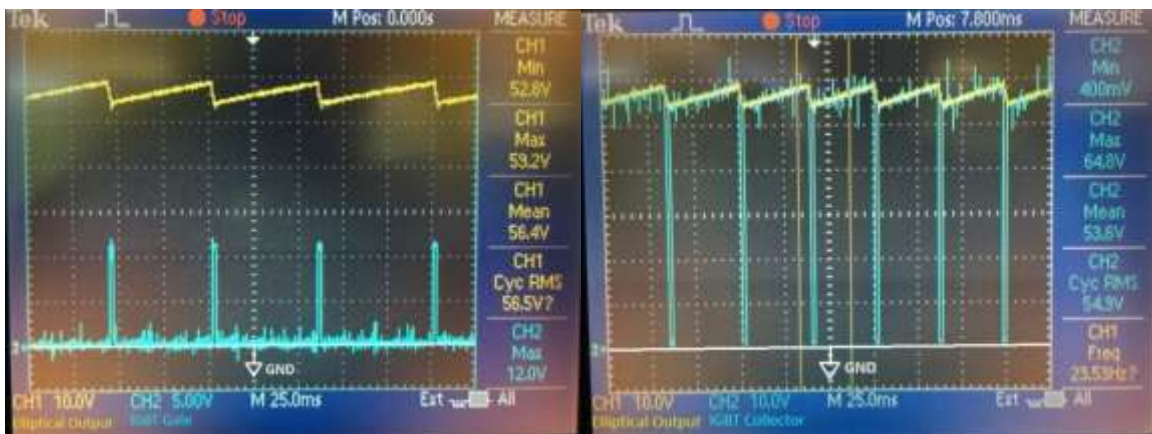 Tek Stop M Pos: 0.000s MEASURE
CH1
Min
52.8V
CH1
Max
59.2V
CH1
Mean
56.4V
CH1
Cyc RMS
56.5V?
CH2
Max
12.0V
2
GND
CH1 10.0V CH2 5.00V M 25.0ms Ext All
Elliptical Output IGBT Gate
Tek Stop M Pos: 7.800ms MEASURE
CH2
Min
400mV
CH2
Max
64.8V
CH2
Mean
53.6V
CH2
Cyc RMS
54.9V
CH1
Freq
23.53Hz?
2
GND
CH1 10.0V CH2 10.0V M 25.0ms Ext All
Elliptical Output IGBT Collector